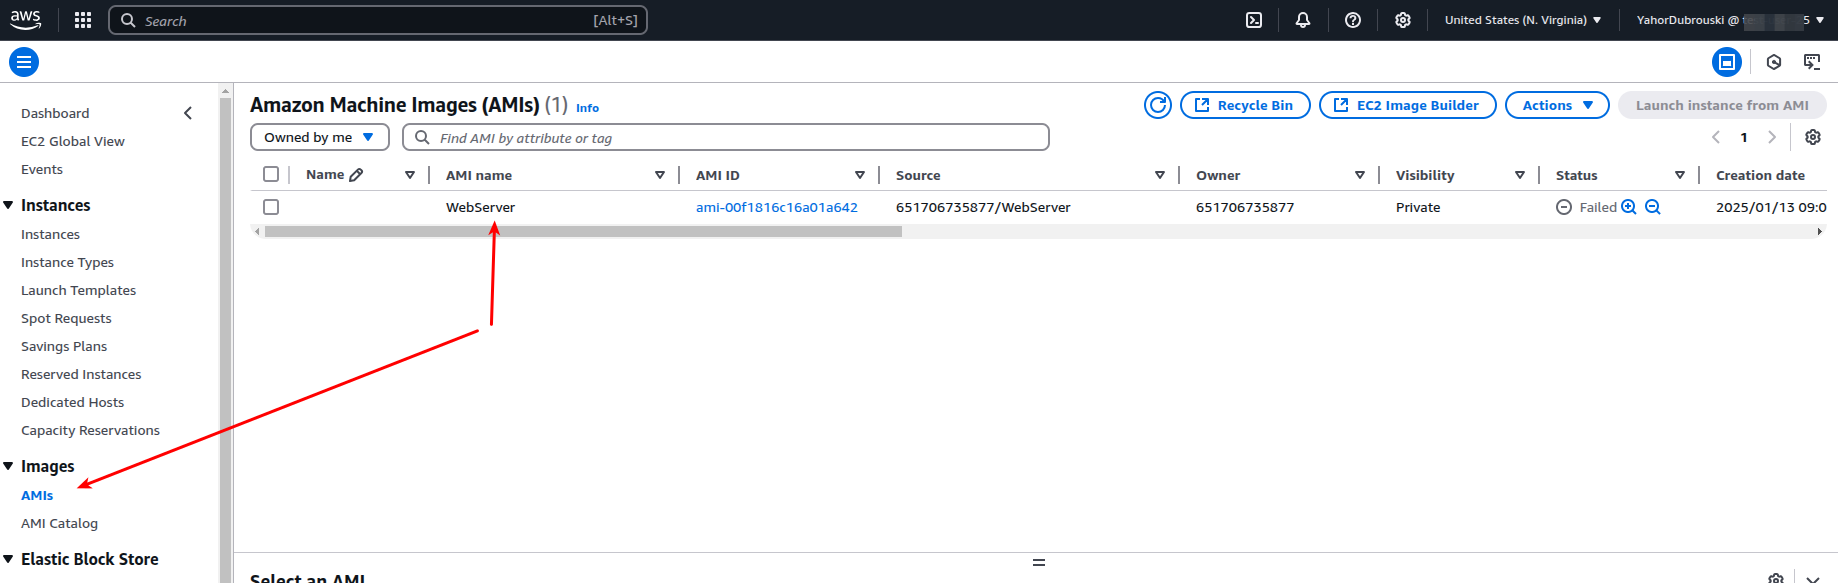 aws Search [Alt+S] United States (N. Virginia) YahorDubrouski @ 5
Dashboard
EC2 Global View
Events
Instances
Instances
Instance Types
Launch Templates
Spot Requests
Savings Plans
Reserved Instances
Dedicated Hosts
Capacity Reservations
Images
AMIs
AMI Catalog
Elastic Block Store
Amazon Machine Images (AMIs) (1) Info Recycle Bin EC2 Image Builder Actions Launch instance from AMI
Owned by me Find AMI by attribute or tag 1
Name AMI name AMI ID Source Owner Visibility Status Creation date
WebServer ami-00f1816c16a01a642 651706735877/WebServer 651706735877 Private Failed 2025/01/13 09:0
Select an AMI